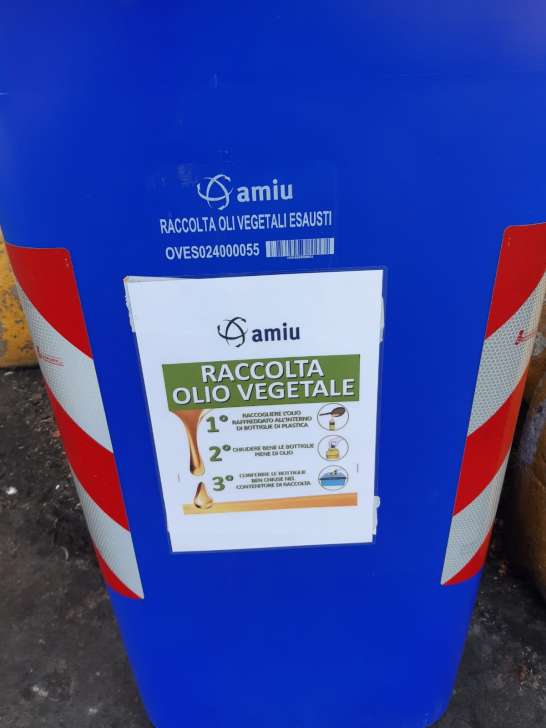 amiu
RACCOLTA OLI VEGETALI ESAUSTI
OVES024000055
amiu
RACCOLTA
OLIO VEGETALE
1° RACCOGLIERE L'OLIO
RAFFREDDATO ALL'INTERNO
DI BOTTIGLIE DI PLASTICA
2° CHIUDERE BENE LE BOTTIGLIE
PIENE DI OLIO
3° CONFERIRE LE BOTTIGLIE
BEN CHIUSE NEL
CONTENITORE DI RACCOLTA